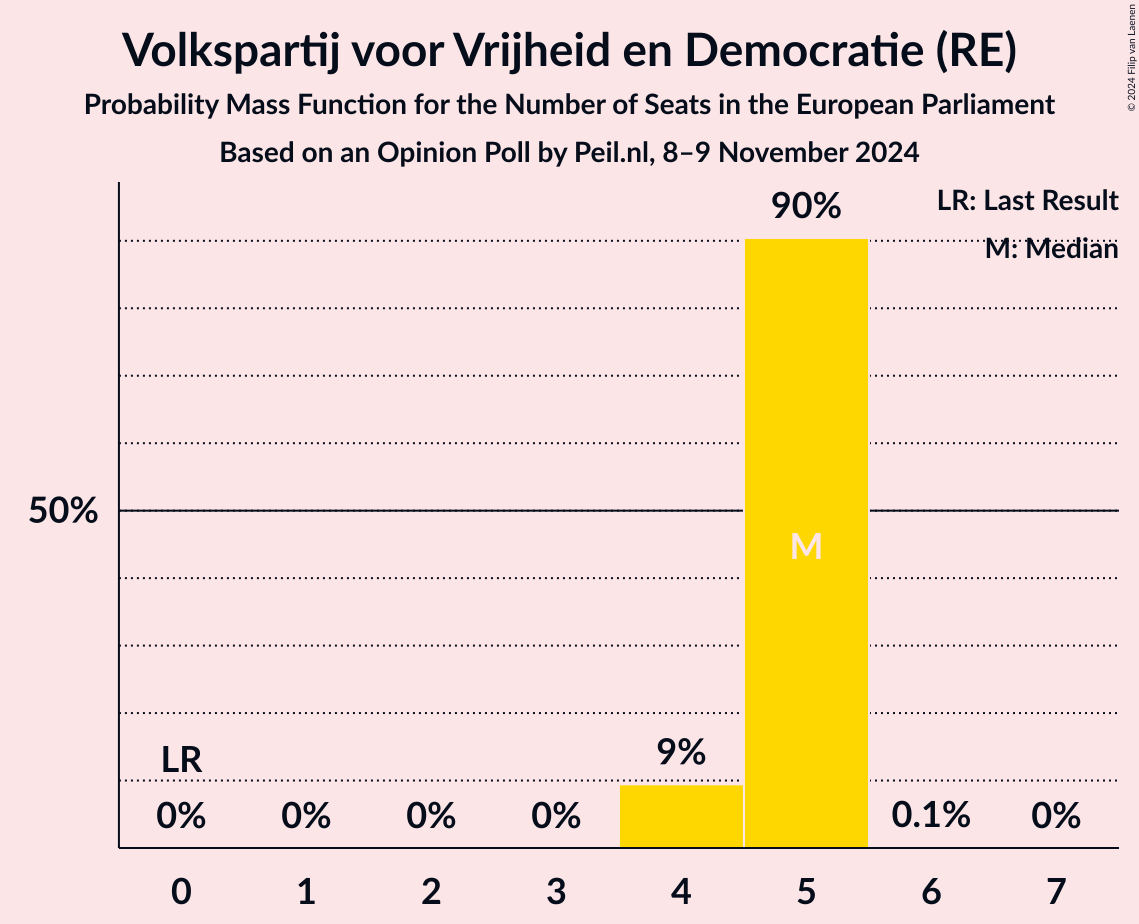 Volkspartij voor Vrijheid en Democratie (RE)
Probability Mass Function for the Number of Seats in the European Parliament
Based on an Opinion Poll by Peil.nl, 8–9 November 2024
© 2024 Filip van Laenen
LR: Last Result
M: Median
90%
50%
M
9%
LR
0% 0% 0% 0% 0.1% 0%
0 1 2 3 4 5 6 7